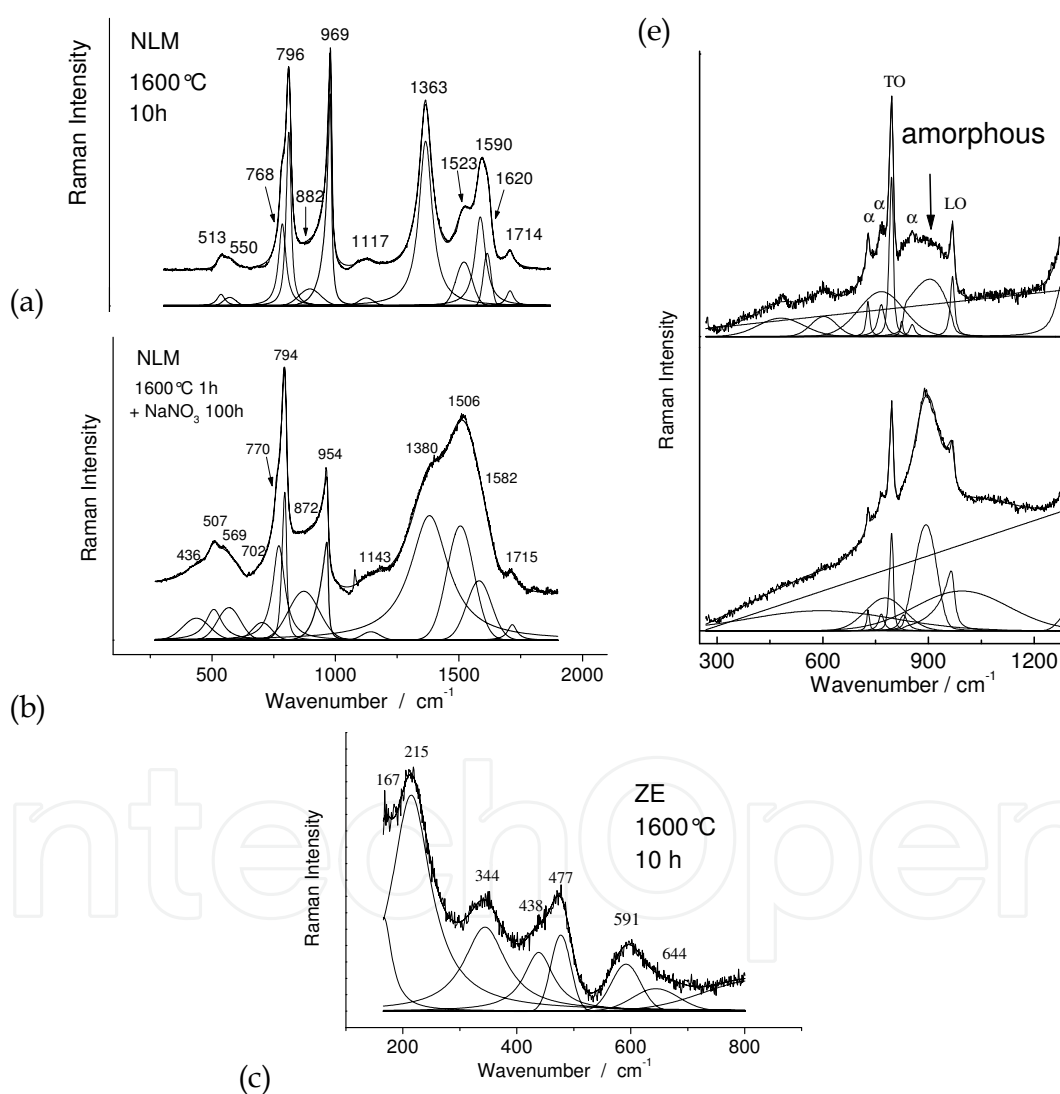 (a)
NLM
1600°C
10h
Raman Intensity
513
550
768
796
882
969
1117
1363
1523
1590
1620
1714
(b)
NLM
1600°C 1h
+ NaNO3 100h
Raman Intensity
436
507
569
702
770
794
872
954
1143
1380
1506
1582
1715
500
1000
1500
2000
Wavenumber / cm-1
(e)
Raman Intensity
TO
amorphous
α
α
α
LO
Raman Intensity
300
600
900
1200
Wavenumber / cm-1
(c)
ZE
1600°C
10 h
Raman Intensity
167
215
344
438
477
591
644
200
400
600
800
Wavenumber / cm-1
ntechOpen